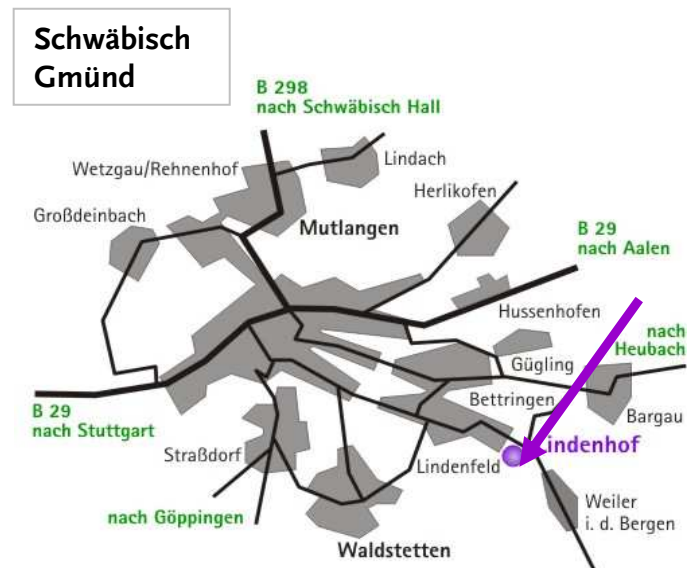 Schwäbisch
Gmünd
B 298
nach Schwäbisch Hall
Wetzgau/Rehnenhof
Lindach
Herlikofen
Großdeinbach
Mutlangen
B 29
nach Aalen
Hussenhofen
nach
Heubach
Gügling
Bettringen
B 29
nach Stuttgart
Bargau
Straßdorf
indenhof
Lindenfeld
Weiler
i. d. Bergen
nach Göppingen
Waldstetten